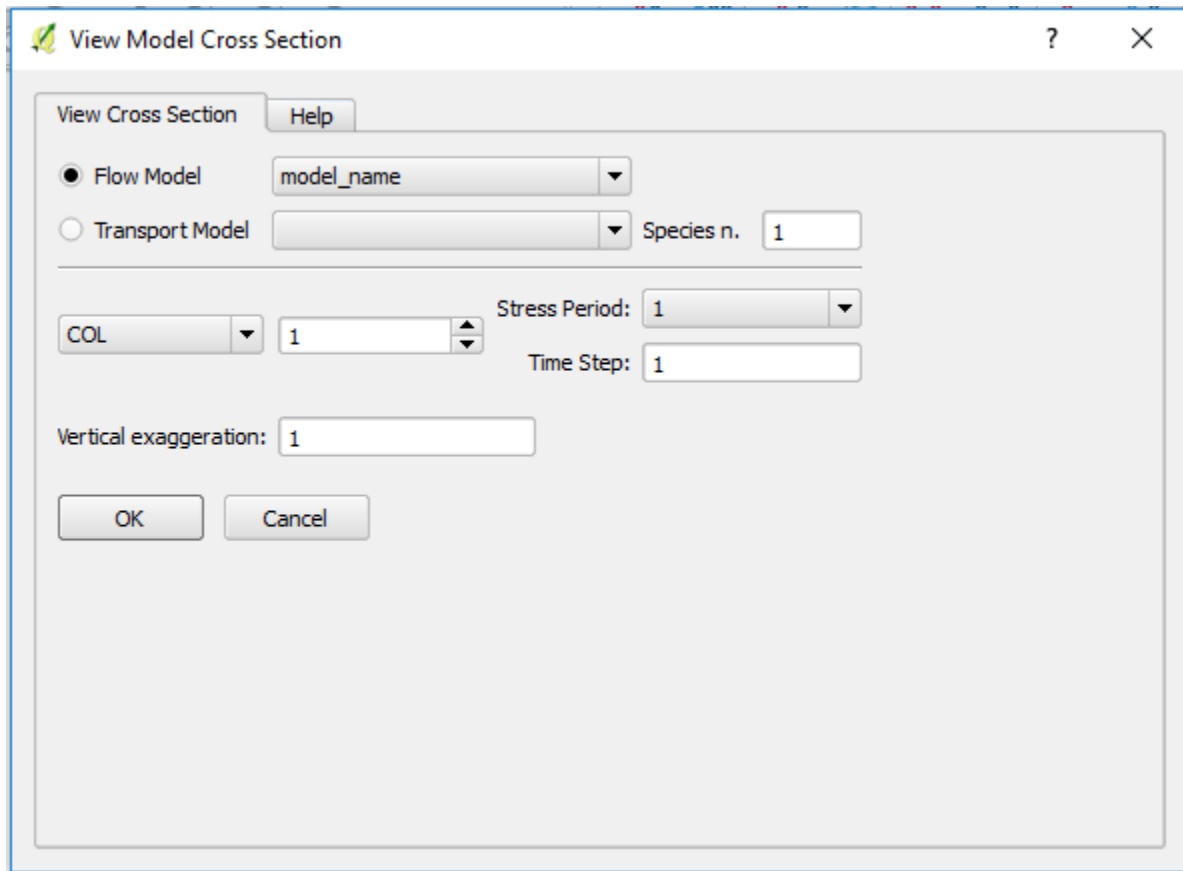 View Model Cross Section ?
View Cross Section Help
Flow Model model_name
Transport Model Species n. 1
Stress Period: 1
COL 1
Time Step: 1
Vertical exaggeration: 1
OK Cancel